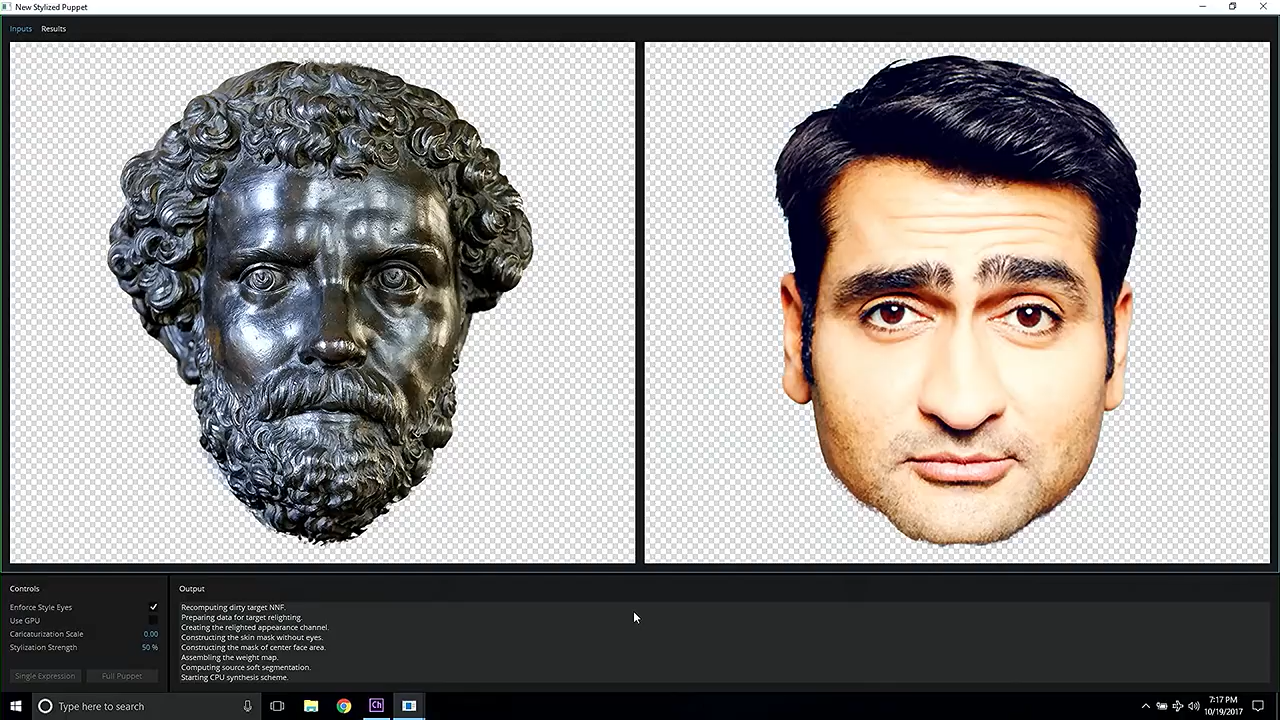 New Stylized Puppet
Inputs Results
Controls
Enforce Style Eyes
Use GPU
Caricaturization Scale 0.00
Stylization Strength 50 %
Single Expression Full Puppet
Output
Recomputing dirty target NNF.
Preparing data for target relighting.
Creating the relighted appearance channel.
Constructing the skin mask without eyes.
Constructing the mask of center face area.
Assembling the weight map.
Computing source soft segmentation.
Starting CPU synthesis scheme.
Type here to search
Ch
7:17 PM
10/19/2017